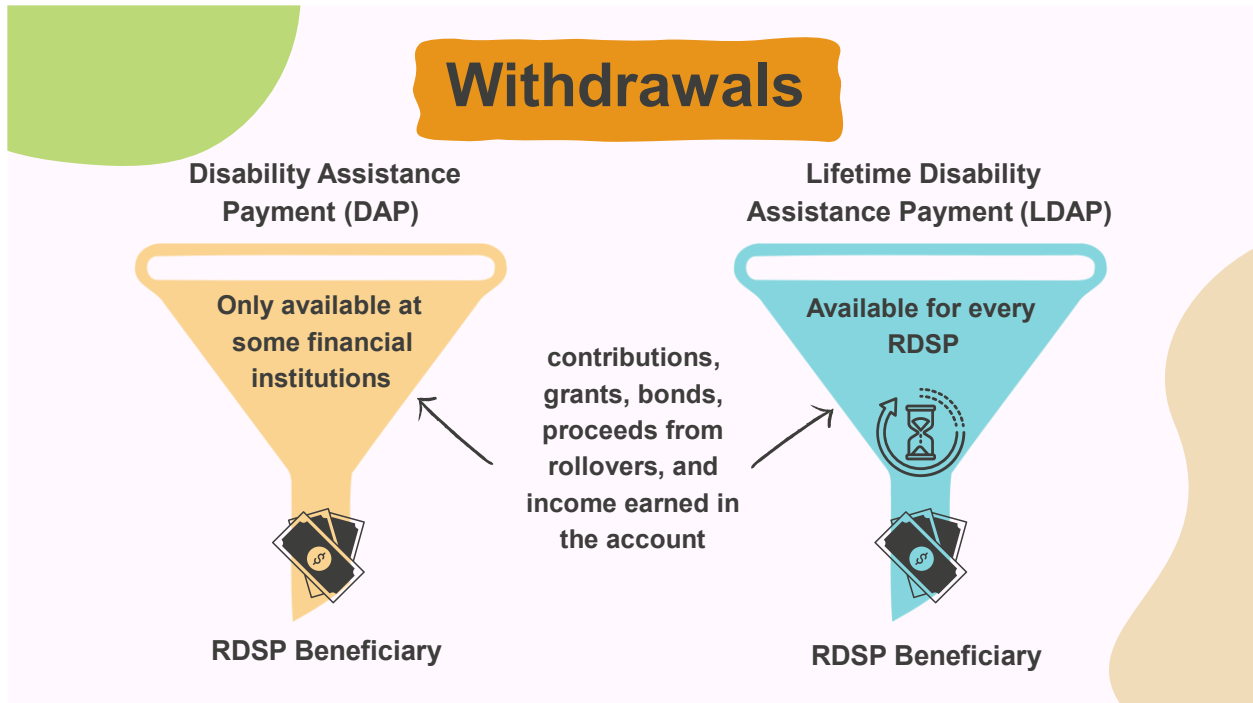 Withdrawals
Disability Assistance
Payment (DAP)
Only available at
some financial
institutions
RDSP Beneficiary
contributions,
grants, bonds,
proceeds from
rollovers, and
income earned in
the account
Lifetime Disability
Assistance Payment (LDAP)
Available for every
RDSP
RDSP Beneficiary